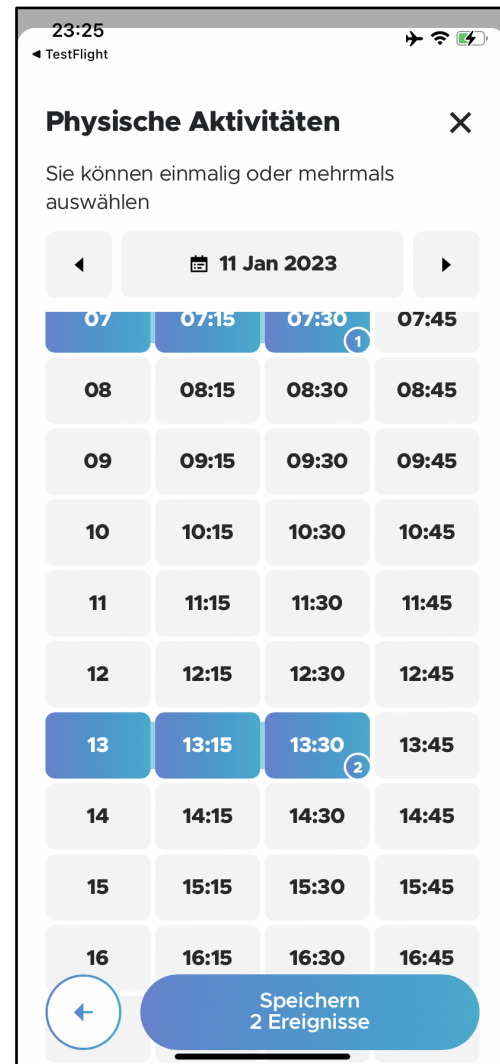 23:25
◀ TestFlight
Physische Aktivitäten
Sie können einmalig oder mehrmals
auswählen
11 Jan 2023
07 07:15 07:30 07:45
1
08 08:15 08:30 08:45
09 09:15 09:30 09:45
10 10:15 10:30 10:45
11 11:15 11:30 11:45
12 12:15 12:30 12:45
13 13:15 13:30 13:45
2
14 14:15 14:30 14:45
15 15:15 15:30 15:45
16 16:15 16:30 16:45
Speichern
2 Ereignisse